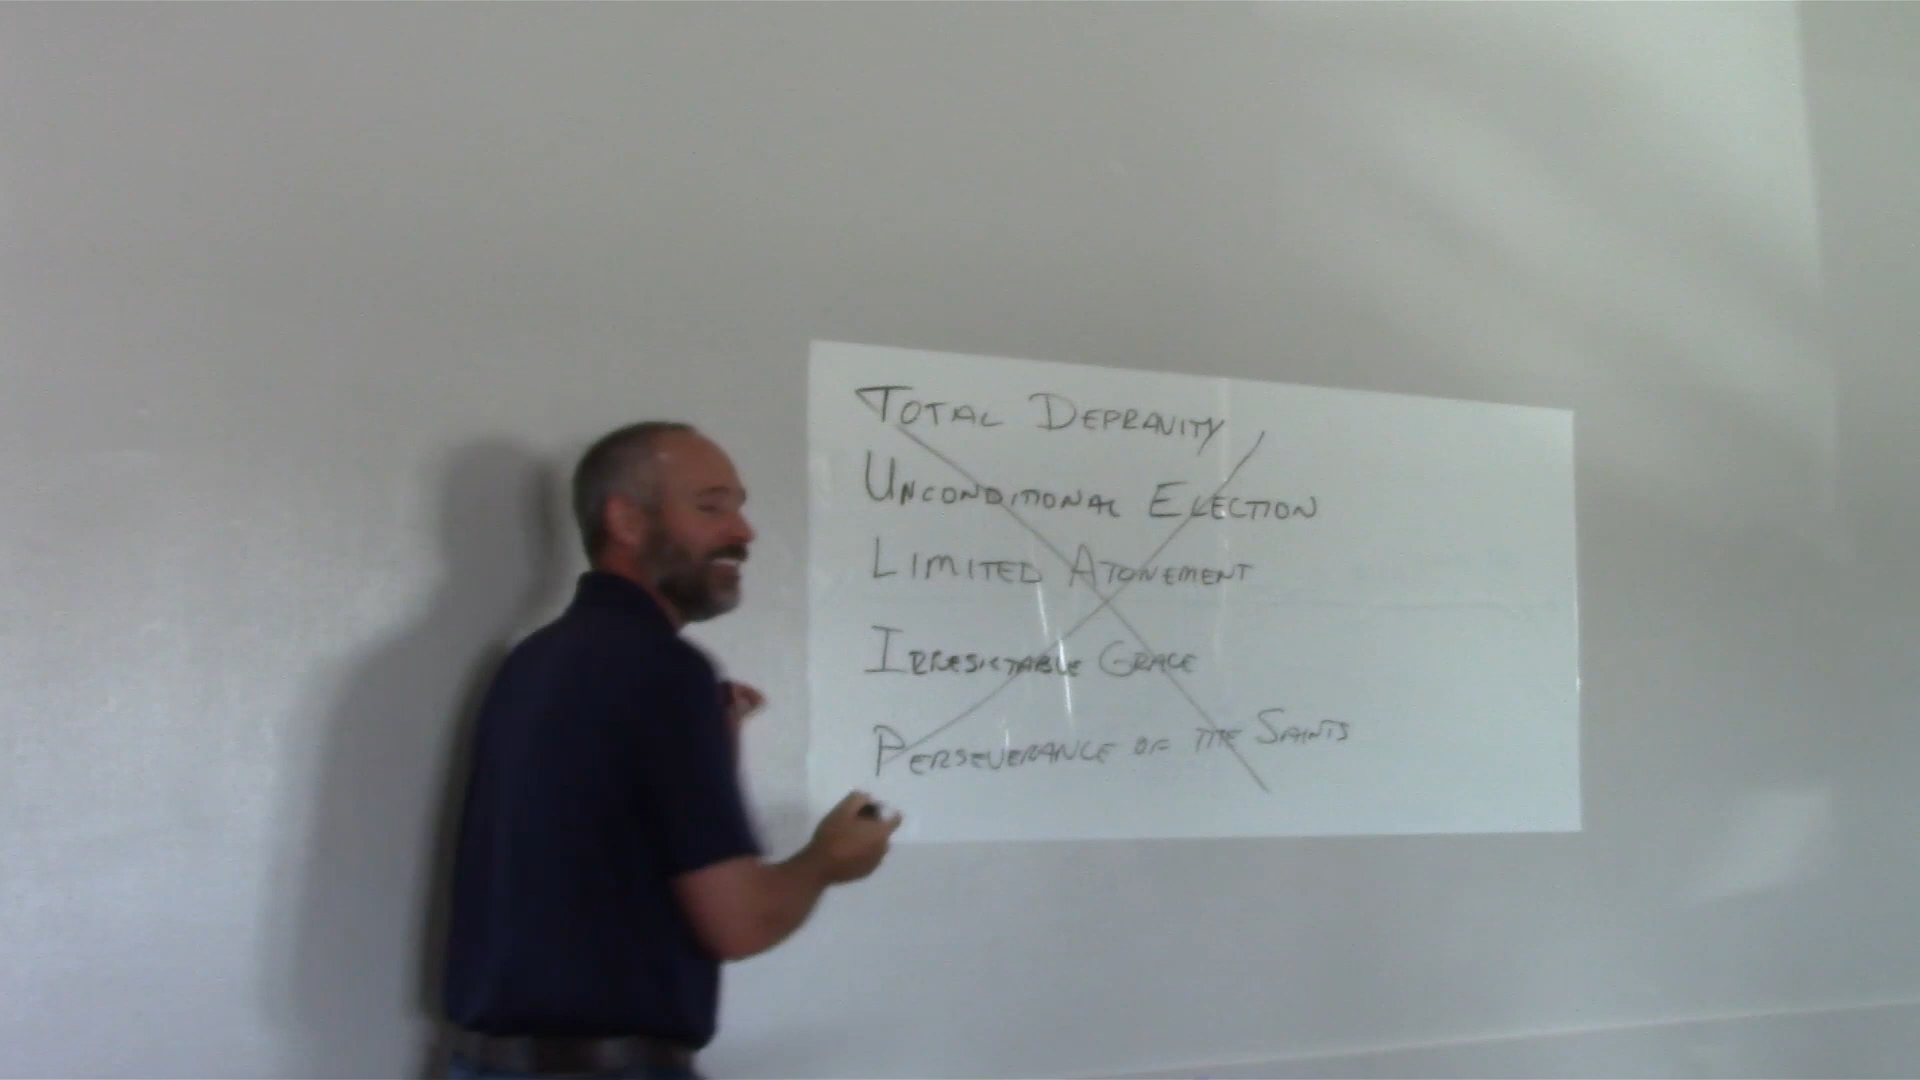 TOTAL DEPRAVITY
UNCONDITIONAL ELECTION
LIMITED ATONEMENT
IRRESISTABLE GRACE
PERSEVERANCE OF THE SAINTS